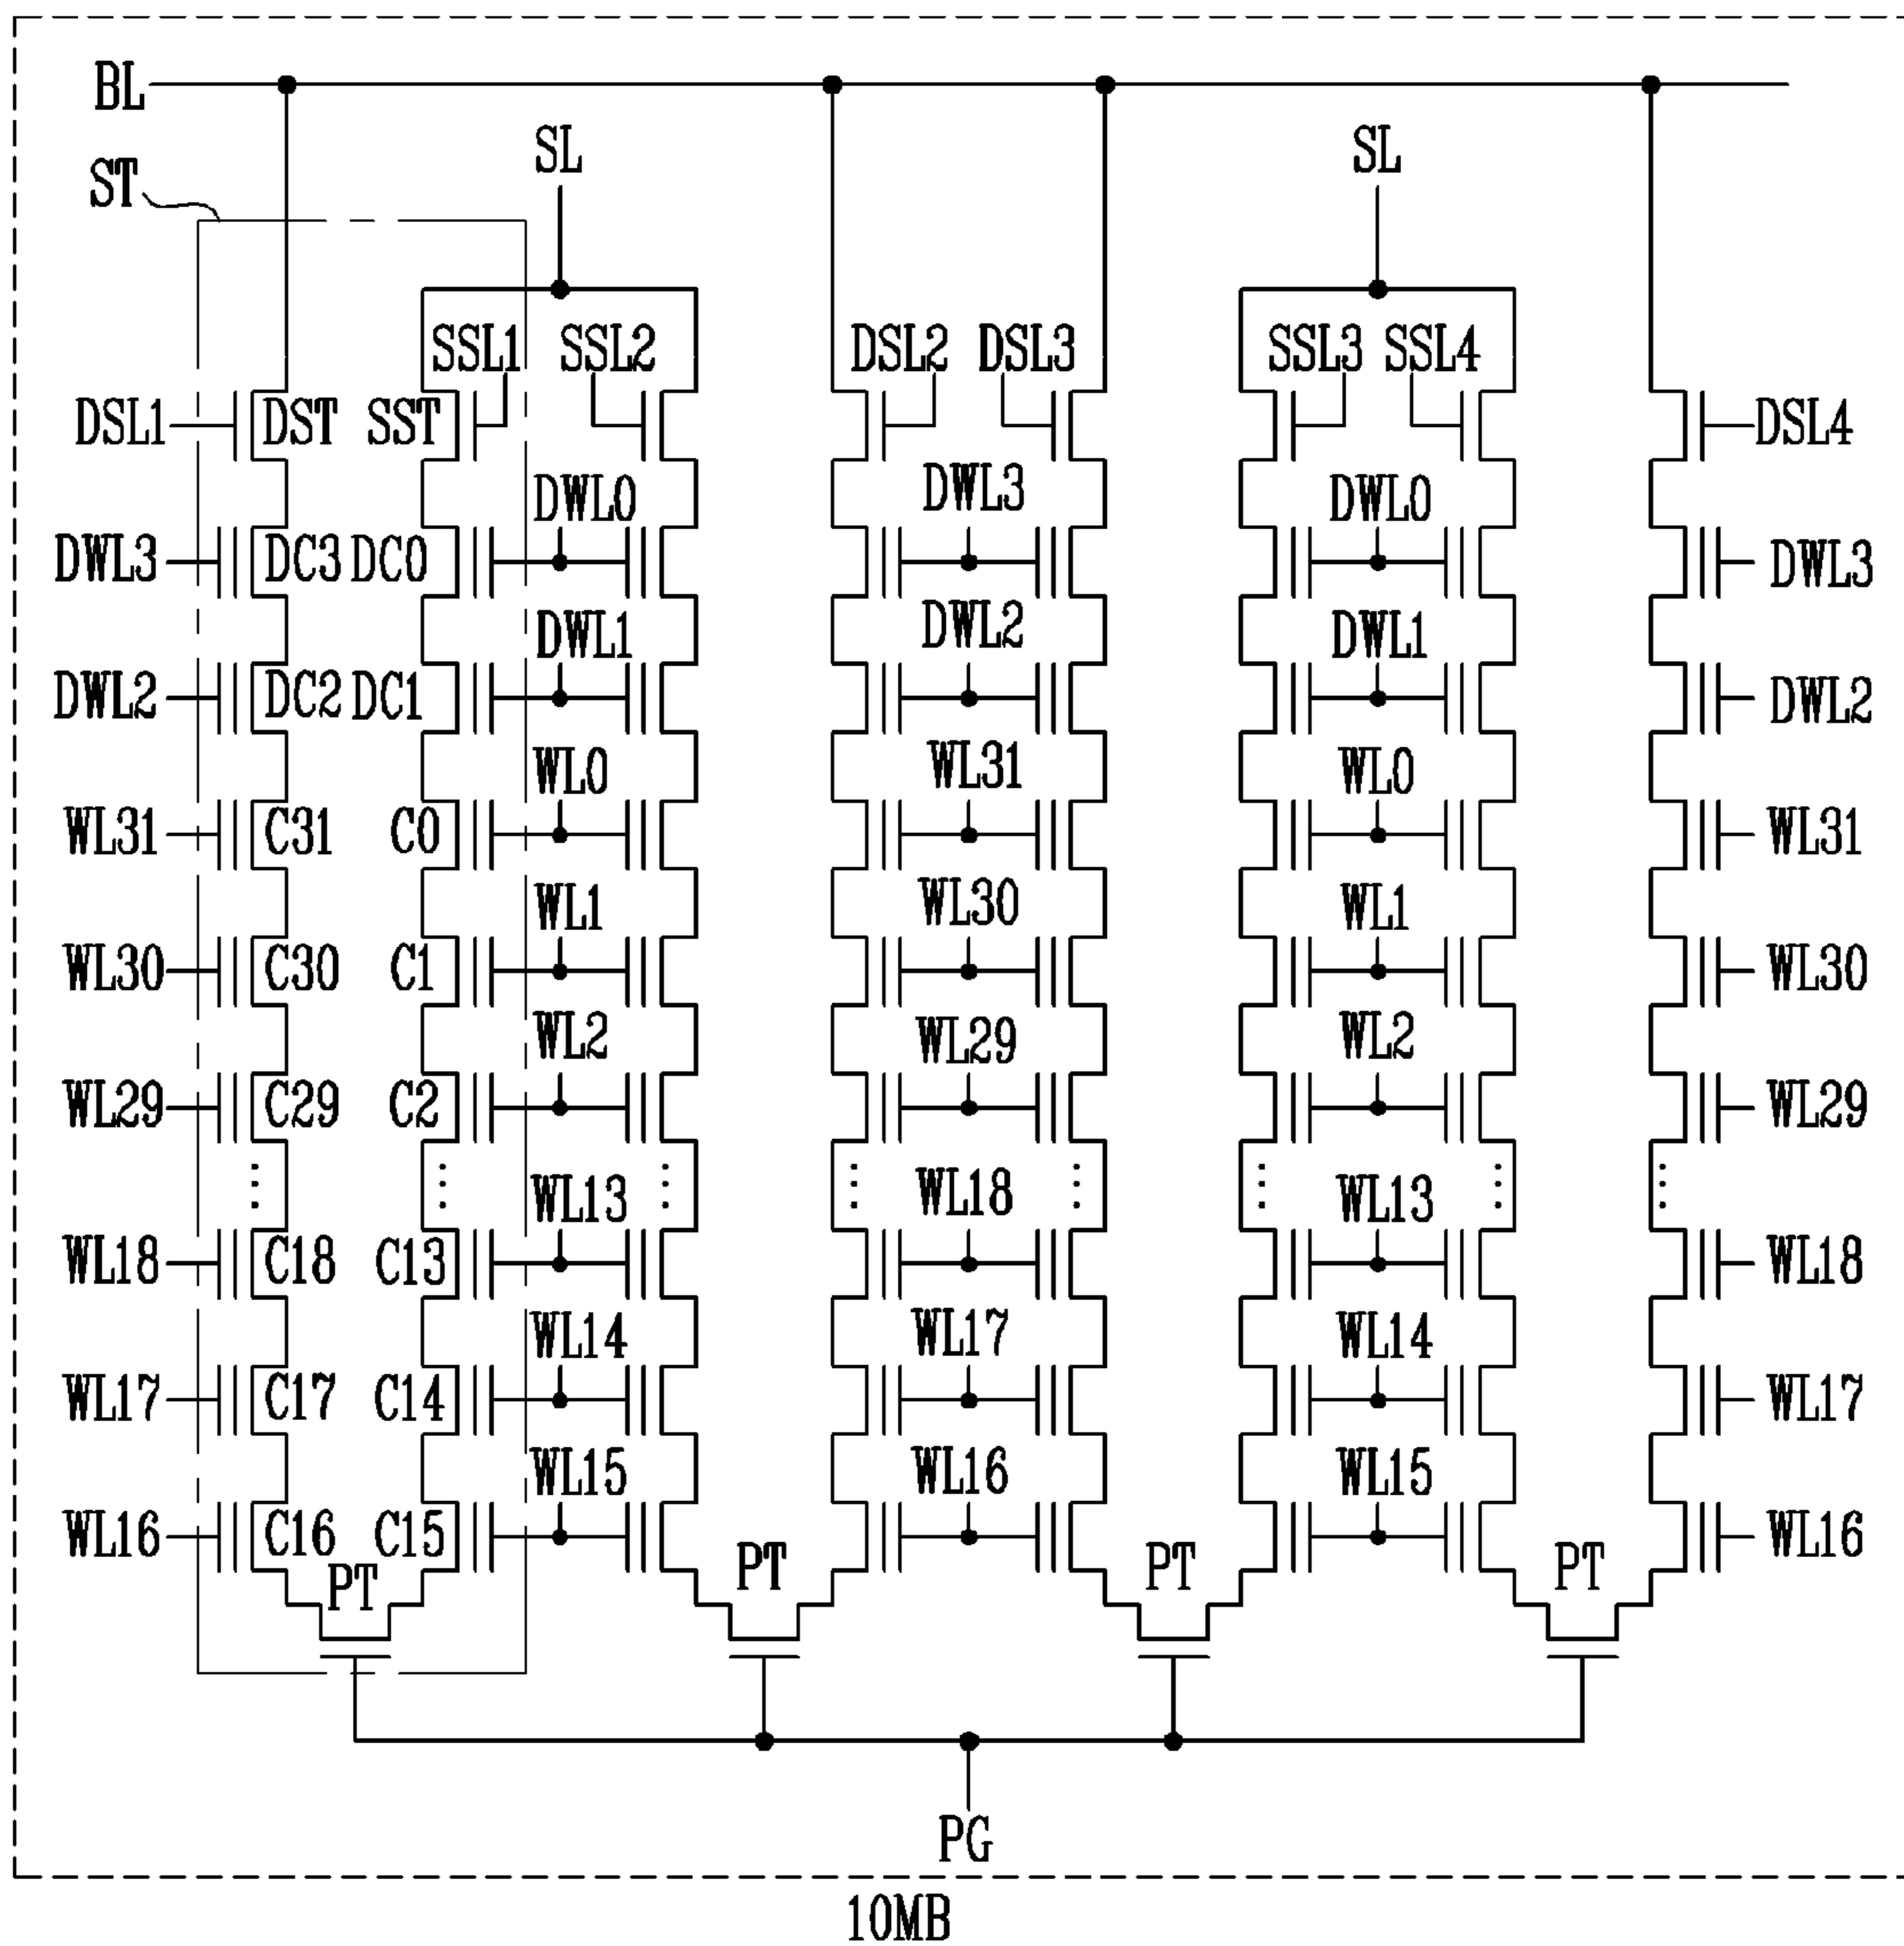 BL
ST
SL SL
SSL1 SSL2 DSL2 DSL3 SSL3 SSL4
DSL1 DST SST DSL4
DWL0 DWL3 DWL0
DWL3 DC3 DC0 DWL3
DWL1 DWL2 DWL1
DWL2 DC2 DC1 DWL2
WL0 WL31 WL0
WL31 C31 C0 WL31
WL1 WL30 WL1
WL30 C30 C1 WL30
WL2 WL29 WL2
WL29 C29 C2 WL29
WL13 WL18 WL13
WL18 C18 C13 WL18
WL14 WL17 WL14
WL17 C17 C14 WL17
WL15 WL16 WL15
WL16 C16 C15 WL16
PT PT PT PT
PG
10MB